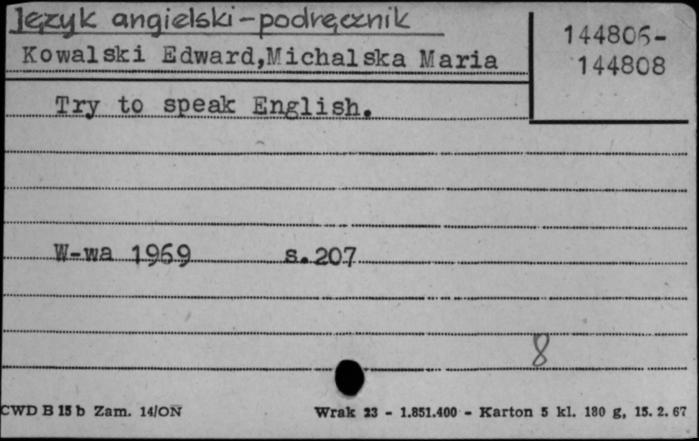 Język angielski-podręcznik
144806-
144808
Kowalski Edward,Michalska Maria
Try to speak English.
W-wa 1969 s.207
8
CWD B 15 b Zam. 14/ON Wrak 23 - 1.851.400 - Karton 5 kl. 180 g, 15. 2. 67